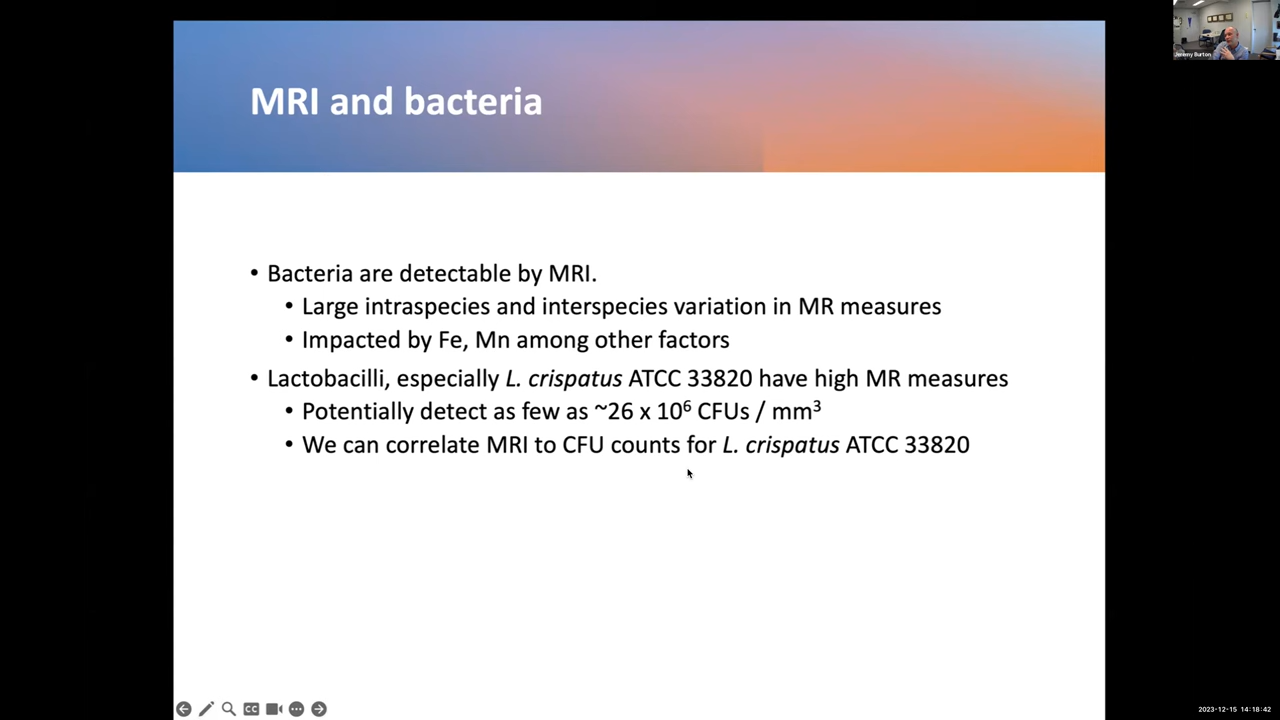 MRI and bacteria
• Bacteria are detectable by MRI.
• Large intraspecies and interspecies variation in MR measures
• Impacted by Fe, Mn among other factors
• Lactobacilli, especially L. crispatus ATCC 33820 have high MR measures
• Potentially detect as few as ~26 x 10⁶ CFUs / mm³
• We can correlate MRI to CFU counts for L. crispatus ATCC 33820
Jeremy Burton
CC
2023-12-15 14:18:42